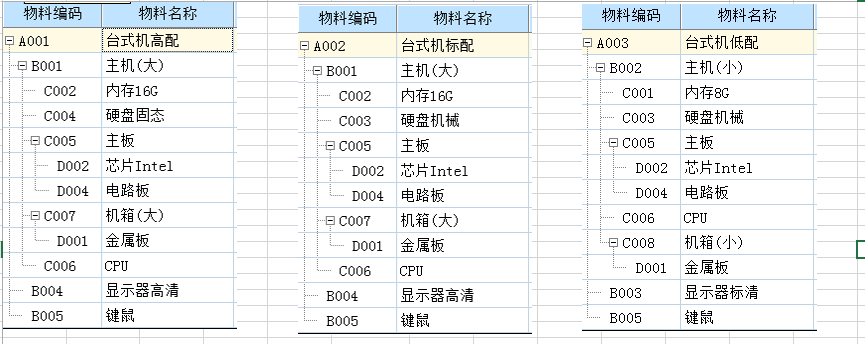 物料编码 物料名称
A001 台式机高配
B001 主机(大)
C002 内存16G
C004 硬盘固态
C005 主板
D002 芯片Intel
D004 电路板
C007 机箱(大)
D001 金属板
C006 CPU
B004 显示器高清
B005 键鼠
物料编码 物料名称
A002 台式机标配
B001 主机(大)
C002 内存16G
C003 硬盘机械
C005 主板
D002 芯片Intel
D004 电路板
C007 机箱(大)
D001 金属板
C006 CPU
B004 显示器高清
B005 键鼠
物料编码 物料名称
A003 台式机低配
B002 主机(小)
C001 内存8G
C003 硬盘机械
C005 主板
D002 芯片Intel
D004 电路板
C006 CPU
C008 机箱(小)
D001 金属板
B003 显示器标清
B005 键鼠